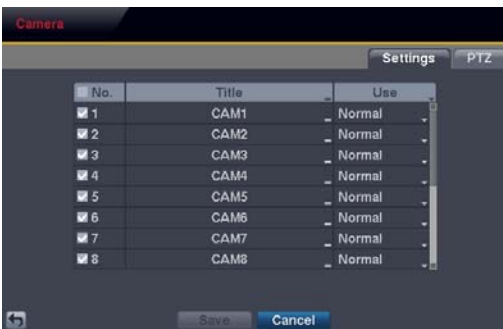 Camera
Settings PTZ
No. Title Use
1 CAM1 Normal
2 CAM2 Normal
3 CAM3 Normal
4 CAM4 Normal
5 CAM5 Normal
6 CAM6 Normal
7 CAM7 Normal
8 CAM8 Normal
Save Cancel